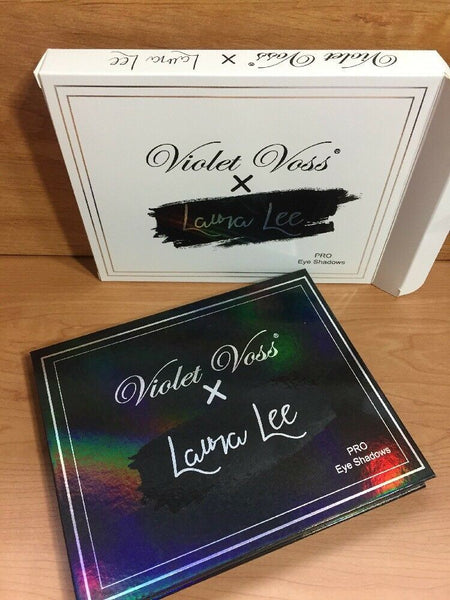 Violet Voss® X Laura Lee
Violet Voss®
X
Laura Lee
PRO
Eye Shadows
Violet Voss®
X
Laura Lee
PRO
Eye Shadows